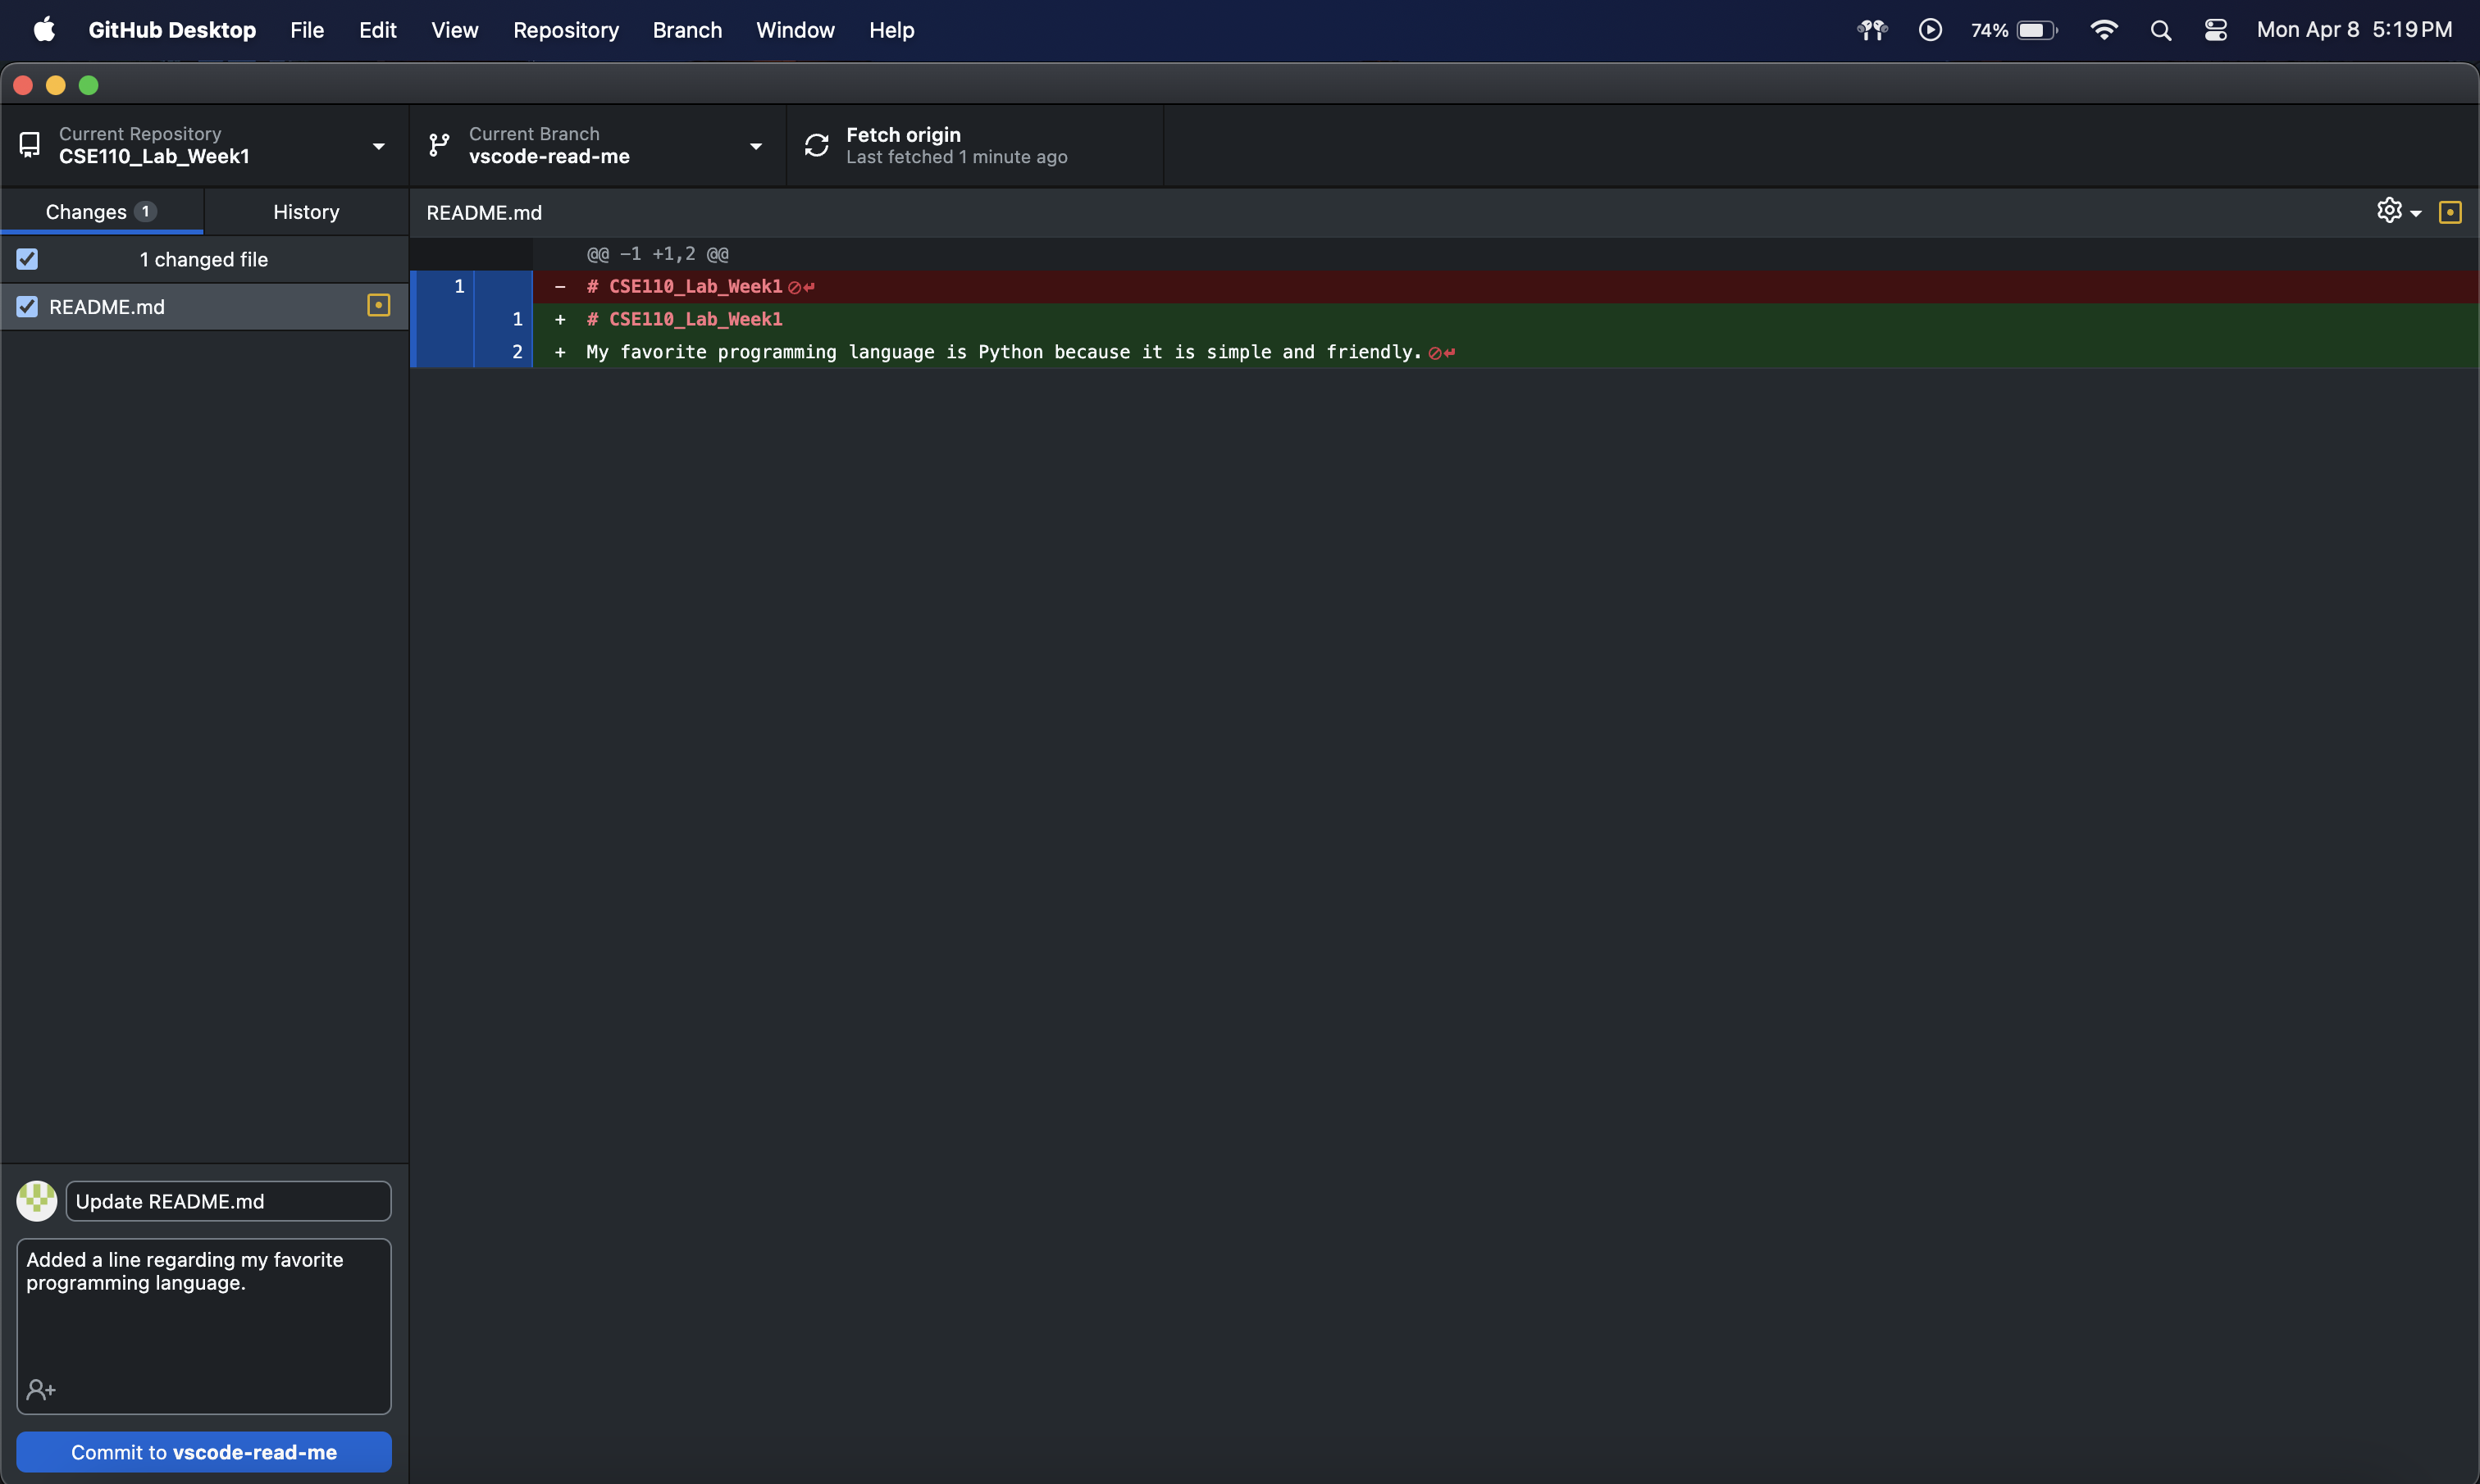 GitHub Desktop File Edit View Repository Branch Window Help 74% Mon Apr 8 5:19 PM
Current Repository
CSE110_Lab_Week1
Current Branch
vscode-read-me
Fetch origin
Last fetched 1 minute ago
Changes 1 History
README.md
1 changed file
README.md
@@ -1 +1,2 @@
1 - # CSE110_Lab_Week1
1 + # CSE110_Lab_Week1
2 + My favorite programming language is Python because it is simple and friendly.
Update README.md
Added a line regarding my favorite
programming language.
Commit to vscode-read-me